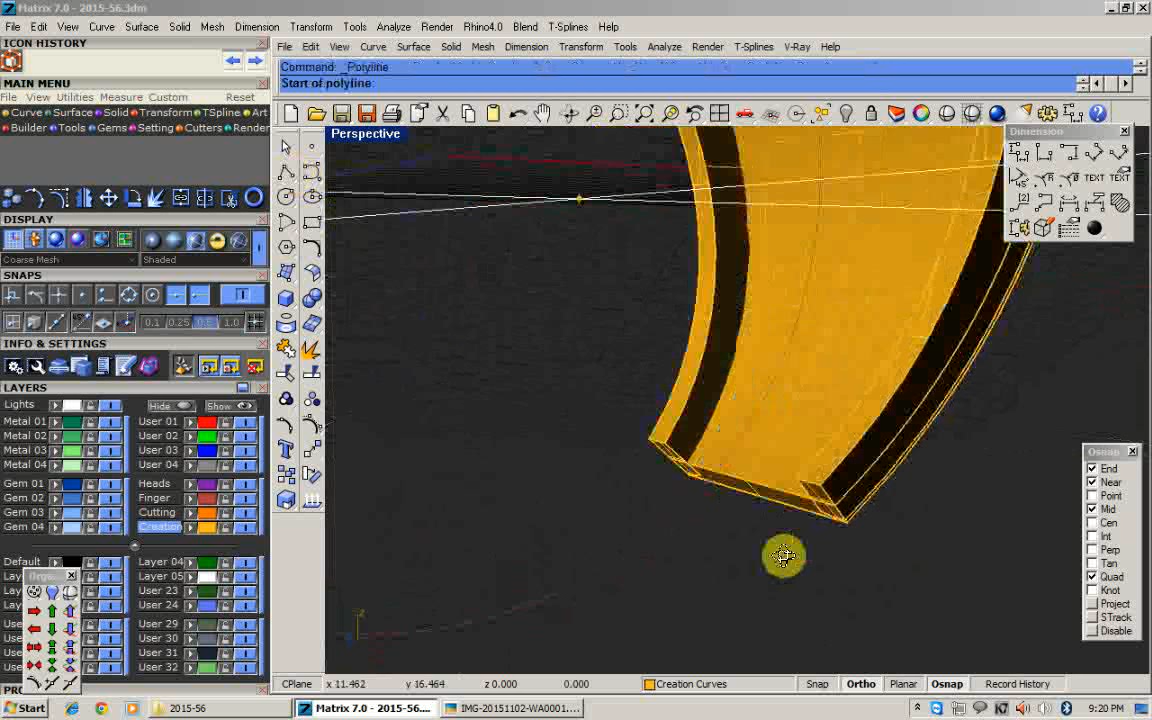 Matrix 7.0 - 2015-56.3dm
File Edit View Curve Surface Solid Mesh Dimension Transform Tools Analyze Render Rhino4.0 Blend T-Splines Help
ICON HISTORY
MAIN MENU
File View Utilities Measure Custom Reset
Curve Surface Solid Transform TSpline Art
Builder Tools Gems Setting Cutters Render
DISPLAY
Coarse Mesh Shaded
SNAPS
0.1 0.25 0.5 1.0
INFO & SETTINGS
LAYERS
Lights Hide Show
Metal 01 User 01
Metal 02 User 02
Metal 03 User 03
Metal 04 User 04
Gem 01 Heads
Gem 02 Finger
Gem 03 Cutting
Gem 04 Creation
Default Layer 04
Laye Layer 05
User 23
User 24
Use User 29
Use User 30
Use User 31
Use User 32
File Edit View Curve Surface Solid Mesh Dimension Transform Tools Analyze Render T-Splines V-Ray Help
Command: _Polyline
Start of polyline:
Perspective
Dimension
TEXT TEXT
Osnap
End
Near
Point
Mid
Cen
Int
Perp
Tan
Quad
Knot
Project
STrack
Disable
z
CPlane x 11.462 y 16.464 z 0.000 0.000 Creation Curves Snap Ortho Planar Osnap Record History
Start 2015-56 Matrix 7.0 - 2015-56.... IMG-20151102-WA0001.... 9:20 PM